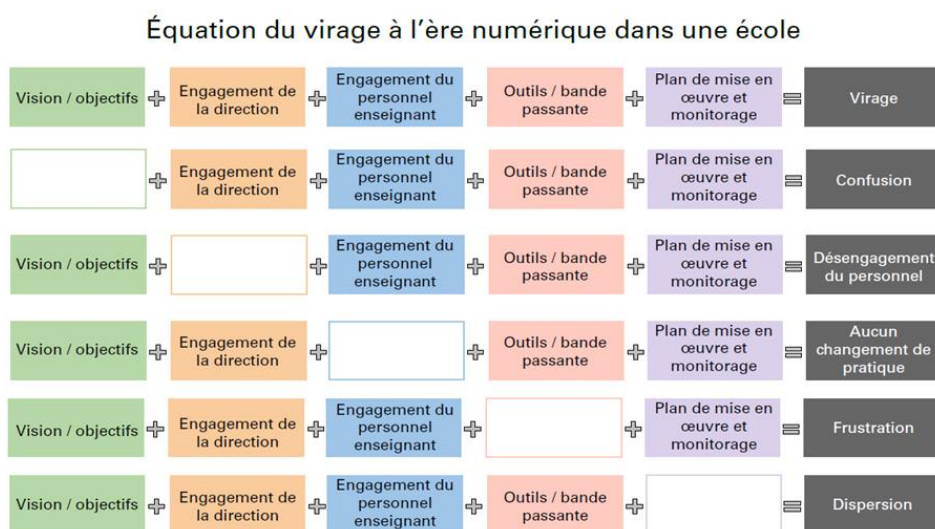 Équation du virage à l'ère numérique dans une école
Vision / objectifs + Engagement de la direction + Engagement du personnel enseignant + Outils / bande passante + Plan de mise en œuvre et monitorage = Virage
+ Engagement de la direction + Engagement du personnel enseignant + Outils / bande passante + Plan de mise en œuvre et monitorage = Confusion
Vision / objectifs + + Engagement du personnel enseignant + Outils / bande passante + Plan de mise en œuvre et monitorage = Désengagement du personnel
Vision / objectifs + Engagement de la direction + + Outils / bande passante + Plan de mise en œuvre et monitorage = Aucun changement de pratique
Vision / objectifs + Engagement de la direction + Engagement du personnel enseignant + + Plan de mise en œuvre et monitorage = Frustration
Vision / objectifs + Engagement de la direction + Engagement du personnel enseignant + Outils / bande passante + = Dispersion